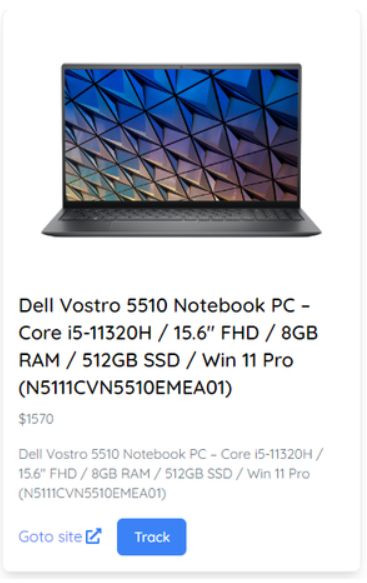 Dell Vostro 5510 Notebook PC –
Core i5-11320H / 15.6″ FHD / 8GB
RAM / 512GB SSD / Win 11 Pro
(N5111CVN5510EMEA01)
$1570
Dell Vostro 5510 Notebook PC – Core i5-11320H /
15.6″ FHD / 8GB RAM / 512GB SSD / Win 11 Pro
(N5111CVN5510EMEA01)
Goto site
Track